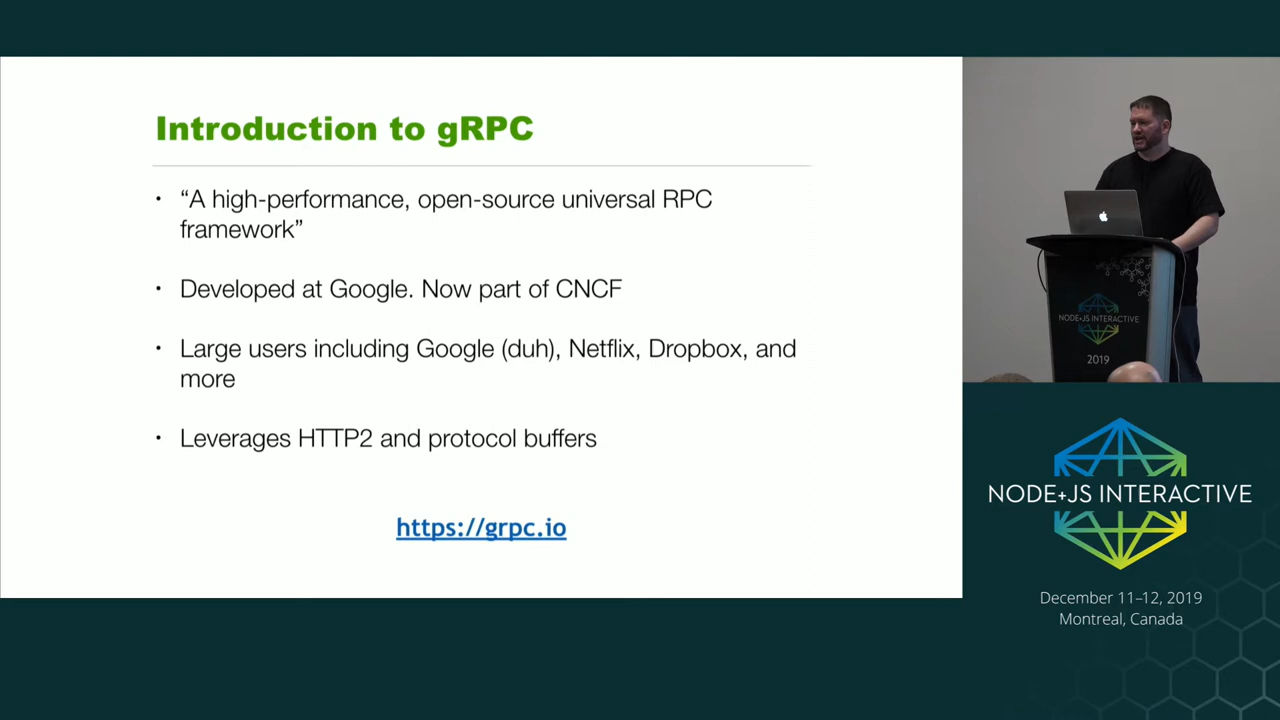 Introduction to gRPC
• “A high-performance, open-source universal RPC
framework”
• Developed at Google. Now part of CNCF
• Large users including Google (duh), Netflix, Dropbox, and
more
• Leverages HTTP2 and protocol buffers
https://grpc.io
NODE+JS INTERACTIVE
2019
NODE+JS INTERACTIVE
December 11–12, 2019
Montreal, Canada